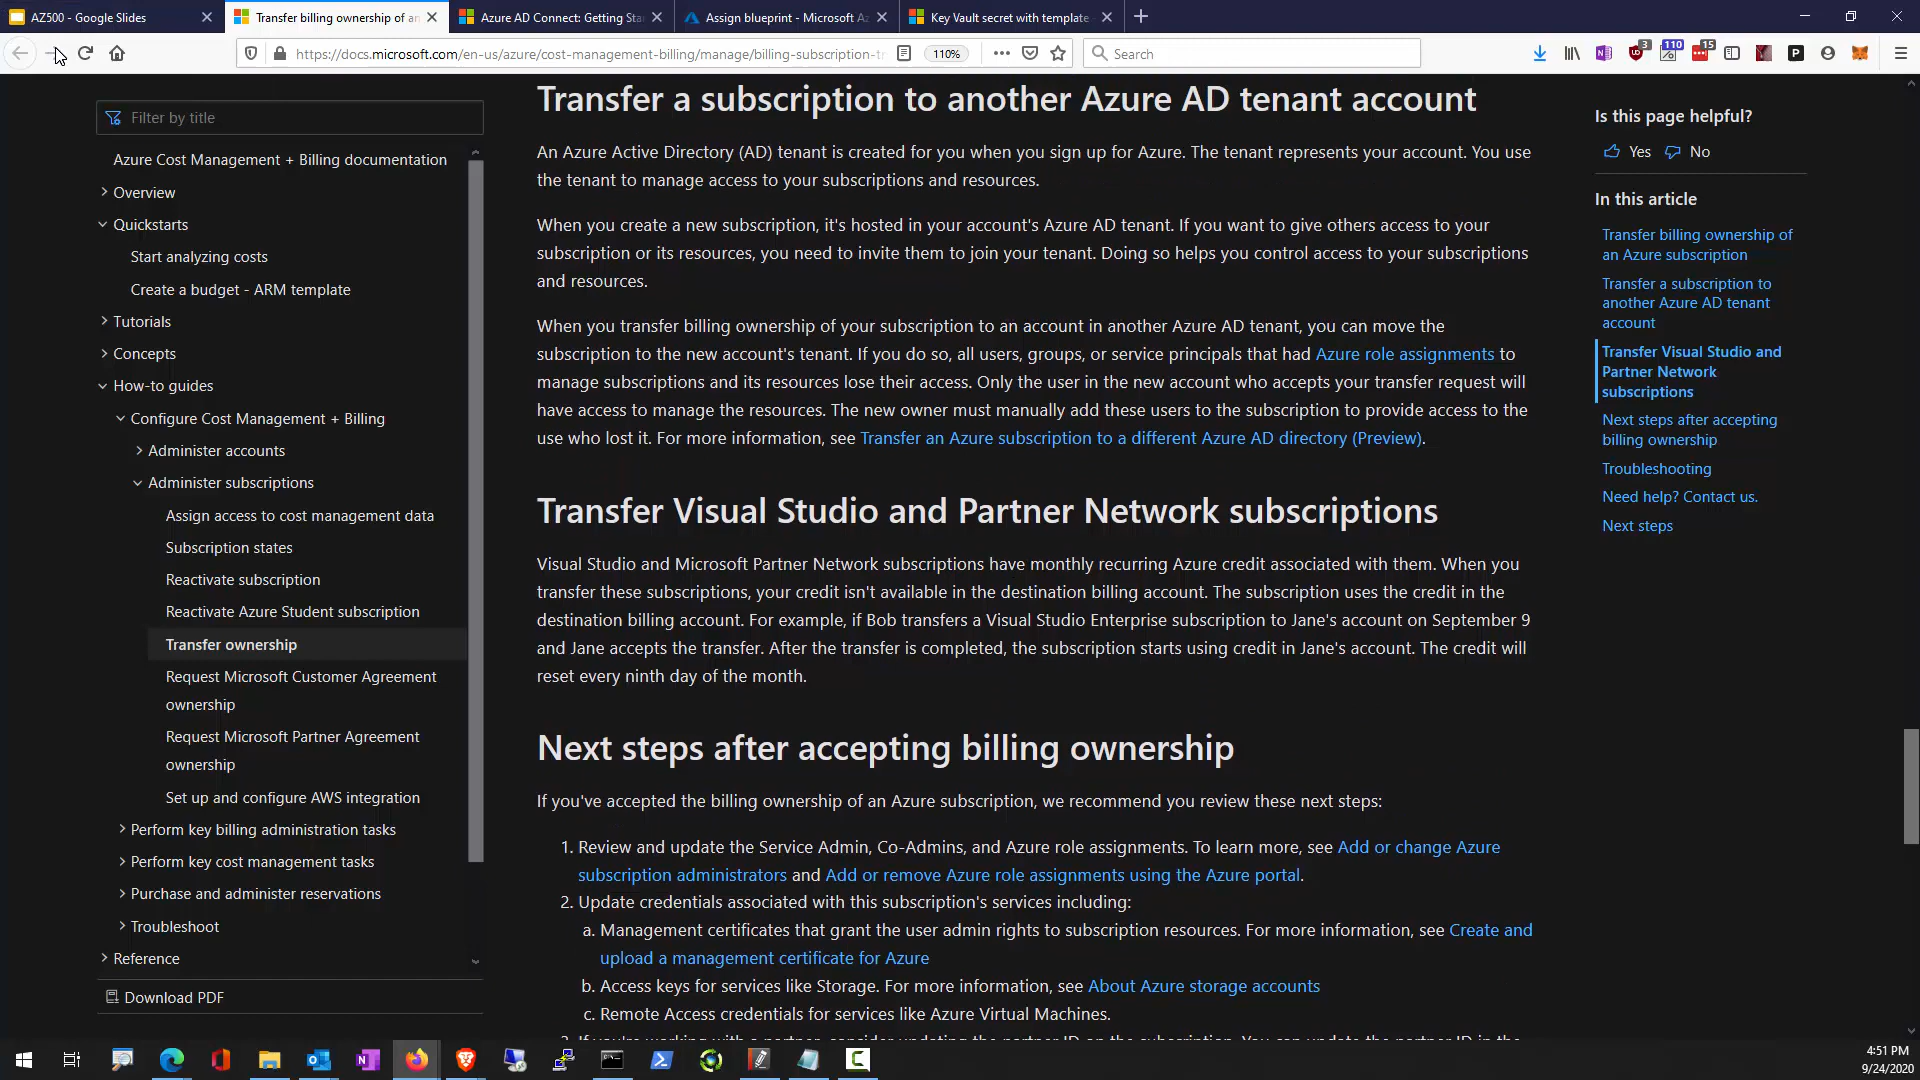 AZ500 - Google Slides
Transfer billing ownership of an
Azure AD Connect: Getting Sta
Assign blueprint - Microsoft Az
Key Vault secret with template
https://docs.microsoft.com/en-us/azure/cost-management-billing/manage/billing-subscription-t
110%
Search
3
110
15
Filter by title
Azure Cost Management + Billing documentation
Overview
Quickstarts
Start analyzing costs
Create a budget - ARM template
Tutorials
Concepts
How-to guides
Configure Cost Management + Billing
Administer accounts
Administer subscriptions
Assign access to cost management data
Subscription states
Reactivate subscription
Reactivate Azure Student subscription
Transfer ownership
Request Microsoft Customer Agreement
ownership
Request Microsoft Partner Agreement
ownership
Set up and configure AWS integration
Perform key billing administration tasks
Perform key cost management tasks
Purchase and administer reservations
Troubleshoot
Reference
Download PDF
Transfer a subscription to another Azure AD tenant account
An Azure Active Directory (AD) tenant is created for you when you sign up for Azure. The tenant represents your account. You use
the tenant to manage access to your subscriptions and resources.
When you create a new subscription, it's hosted in your account's Azure AD tenant. If you want to give others access to your
subscription or its resources, you need to invite them to join your tenant. Doing so helps you control access to your subscriptions
and resources.
When you transfer billing ownership of your subscription to an account in another Azure AD tenant, you can move the
subscription to the new account's tenant. If you do so, all users, groups, or service principals that had Azure role assignments to
manage subscriptions and its resources lose their access. Only the user in the new account who accepts your transfer request will
have access to manage the resources. The new owner must manually add these users to the subscription to provide access to the
use who lost it. For more information, see Transfer an Azure subscription to a different Azure AD directory (Preview).
Transfer Visual Studio and Partner Network subscriptions
Visual Studio and Microsoft Partner Network subscriptions have monthly recurring Azure credit associated with them. When you
transfer these subscriptions, your credit isn't available in the destination billing account. The subscription uses the credit in the
destination billing account. For example, if Bob transfers a Visual Studio Enterprise subscription to Jane's account on September 9
and Jane accepts the transfer. After the transfer is completed, the subscription starts using credit in Jane's account. The credit will
reset every ninth day of the month.
Next steps after accepting billing ownership
If you've accepted the billing ownership of an Azure subscription, we recommend you review these next steps:
1. Review and update the Service Admin, Co-Admins, and Azure role assignments. To learn more, see Add or change Azure
subscription administrators and Add or remove Azure role assignments using the Azure portal.
2. Update credentials associated with this subscription's services including:
a. Management certificates that grant the user admin rights to subscription resources. For more information, see Create and
upload a management certificate for Azure
b. Access keys for services like Storage. For more information, see About Azure storage accounts
c. Remote Access credentials for services like Azure Virtual Machines.
3. If you're working with a partner, consider updating the partner ID on the subscription. You can update the partner ID in the
Is this page helpful?
Yes No
In this article
Transfer billing ownership of
an Azure subscription
Transfer a subscription to
another Azure AD tenant
account
Transfer Visual Studio and
Partner Network
subscriptions
Next steps after accepting
billing ownership
Troubleshooting
Need help? Contact us.
Next steps
4:51 PM
9/24/2020